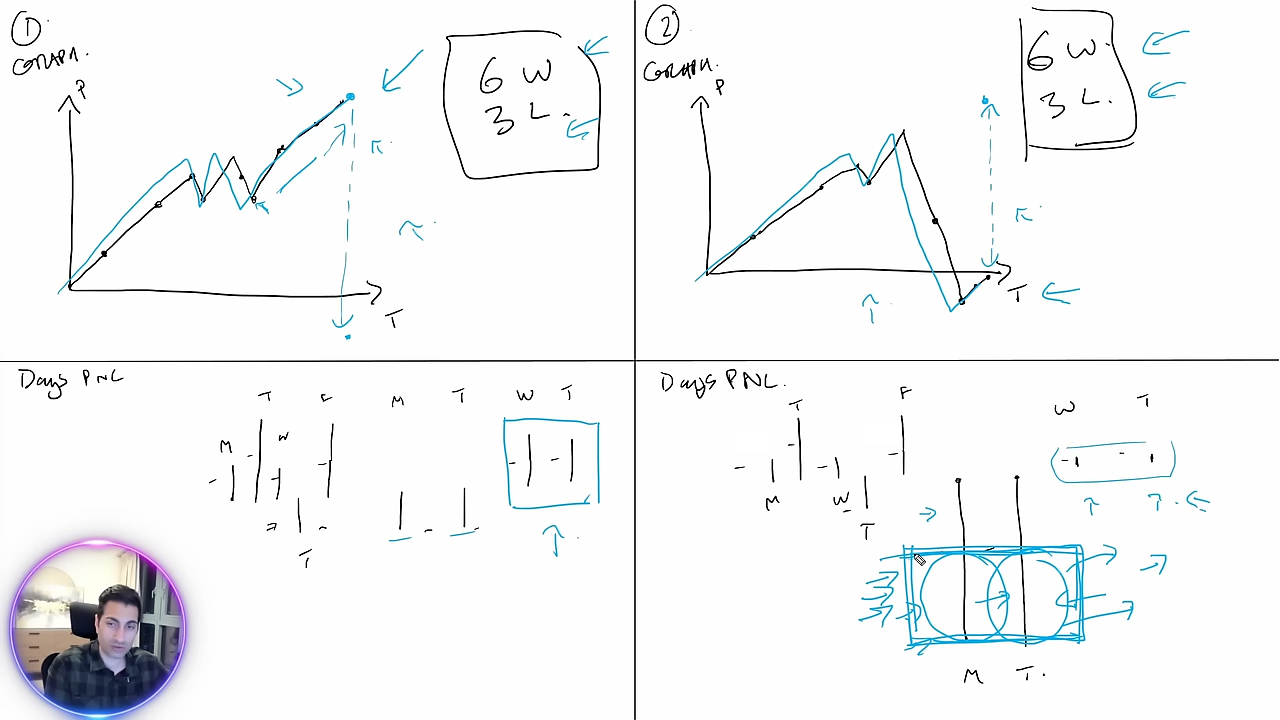 1
GRAPH.
P
6 W
3 L.
T
Days PNL
T F M T W T
M W
T
2
GRAPH.
P
6 W.
3 L.
T
Days PNL.
T F W T
M W
T
M T.